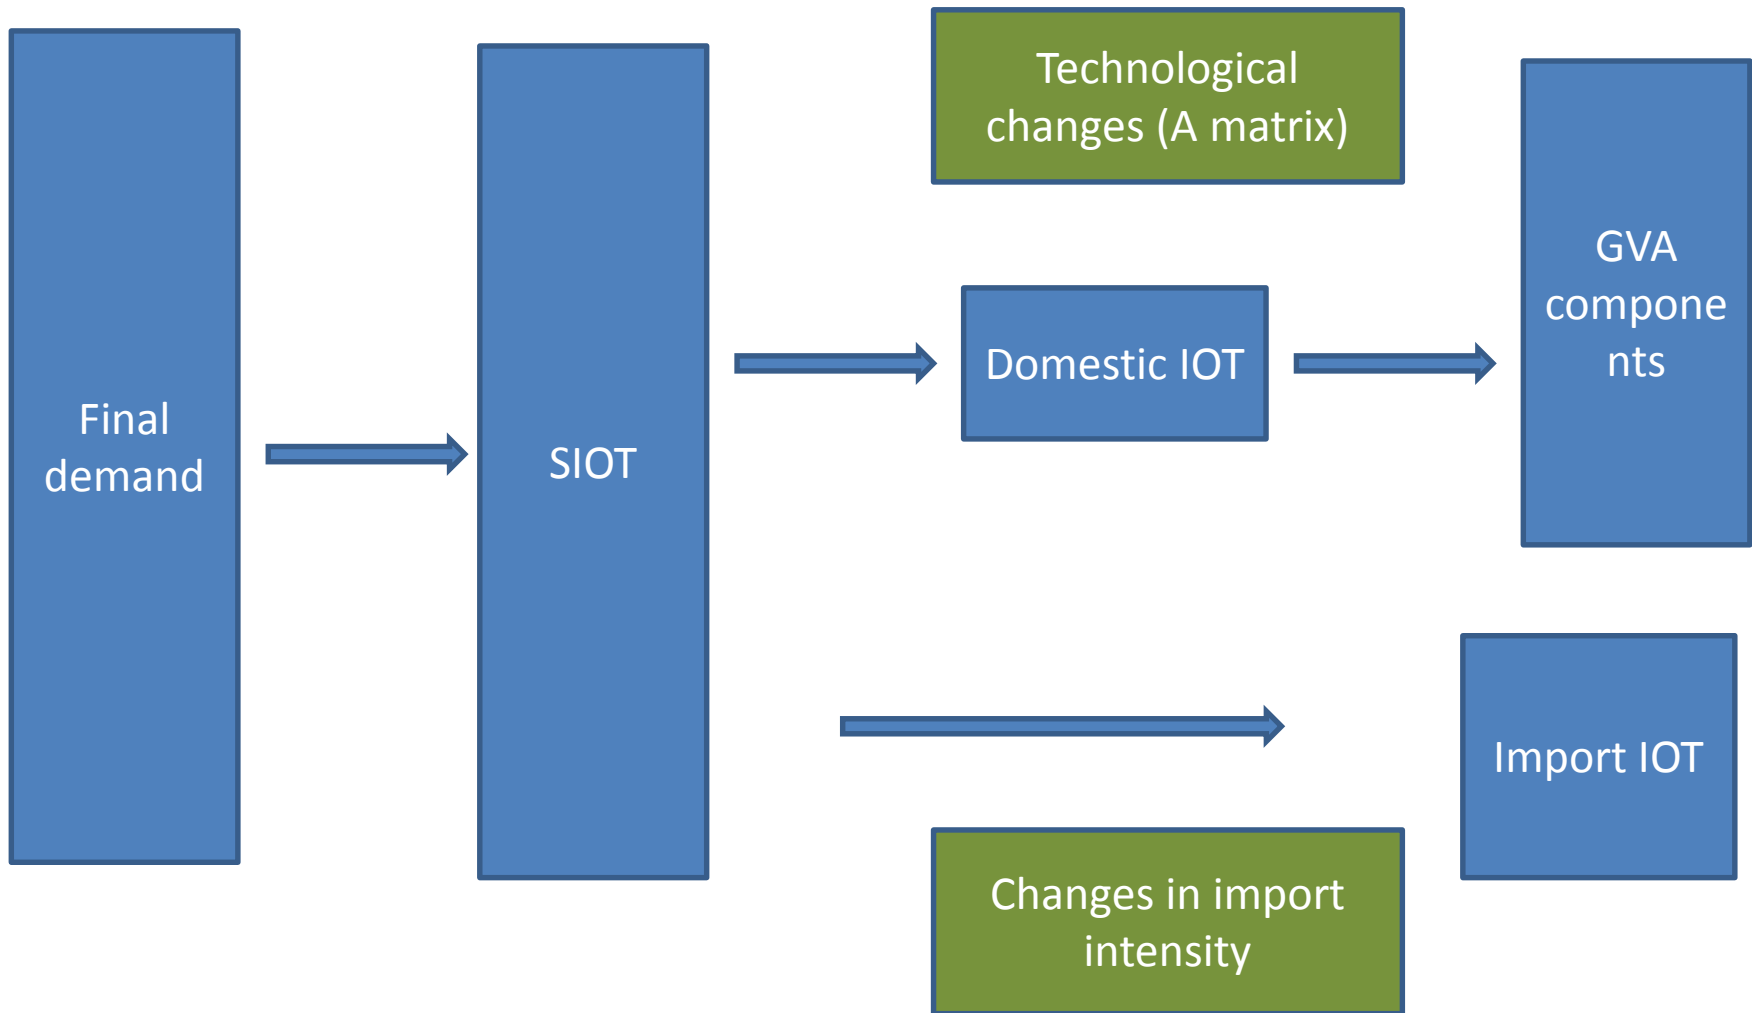 Final
demand
SIOT
Technological
changes (A matrix)
Domestic IOT
GVA
compone
nts
Import IOT
Changes in import
intensity